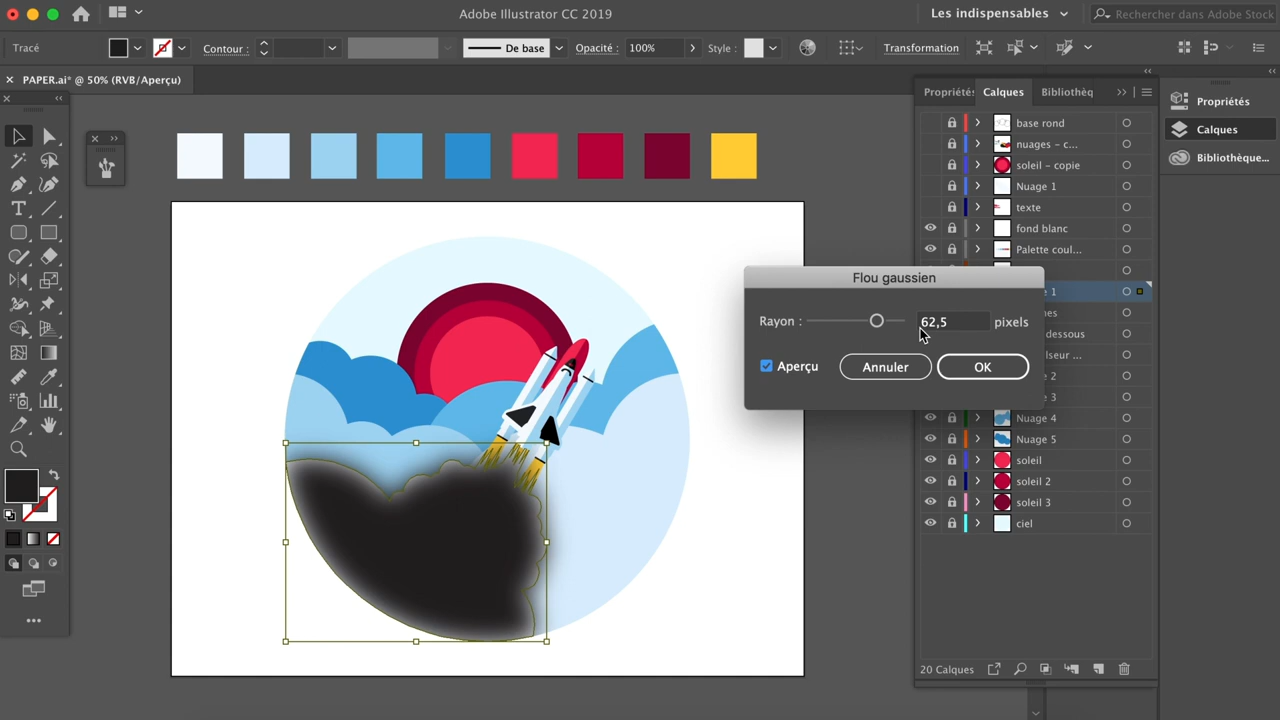 Adobe Illustrator CC 2019
Les indispensables
Rechercher dans Adobe Stock
Tracé
Contour :
De base
Opacité :
100%
Style :
Transformation
PAPER.ai* @ 50% (RVB/Aperçu)
Propriétés
Calques
Bibliothèq
Propriétés
Calques
Bibliothèque...
base rond
nuages - c...
soleil - copie
Nuage 1
texte
fond blanc
Palette coul...
e 1
nes
dessous
ulseur ...
e 2
e 3
Nuage 4
Nuage 5
soleil
soleil 2
soleil 3
ciel
20 Calques
Flou gaussien
Rayon :
62,5
pixels
Aperçu
Annuler
OK